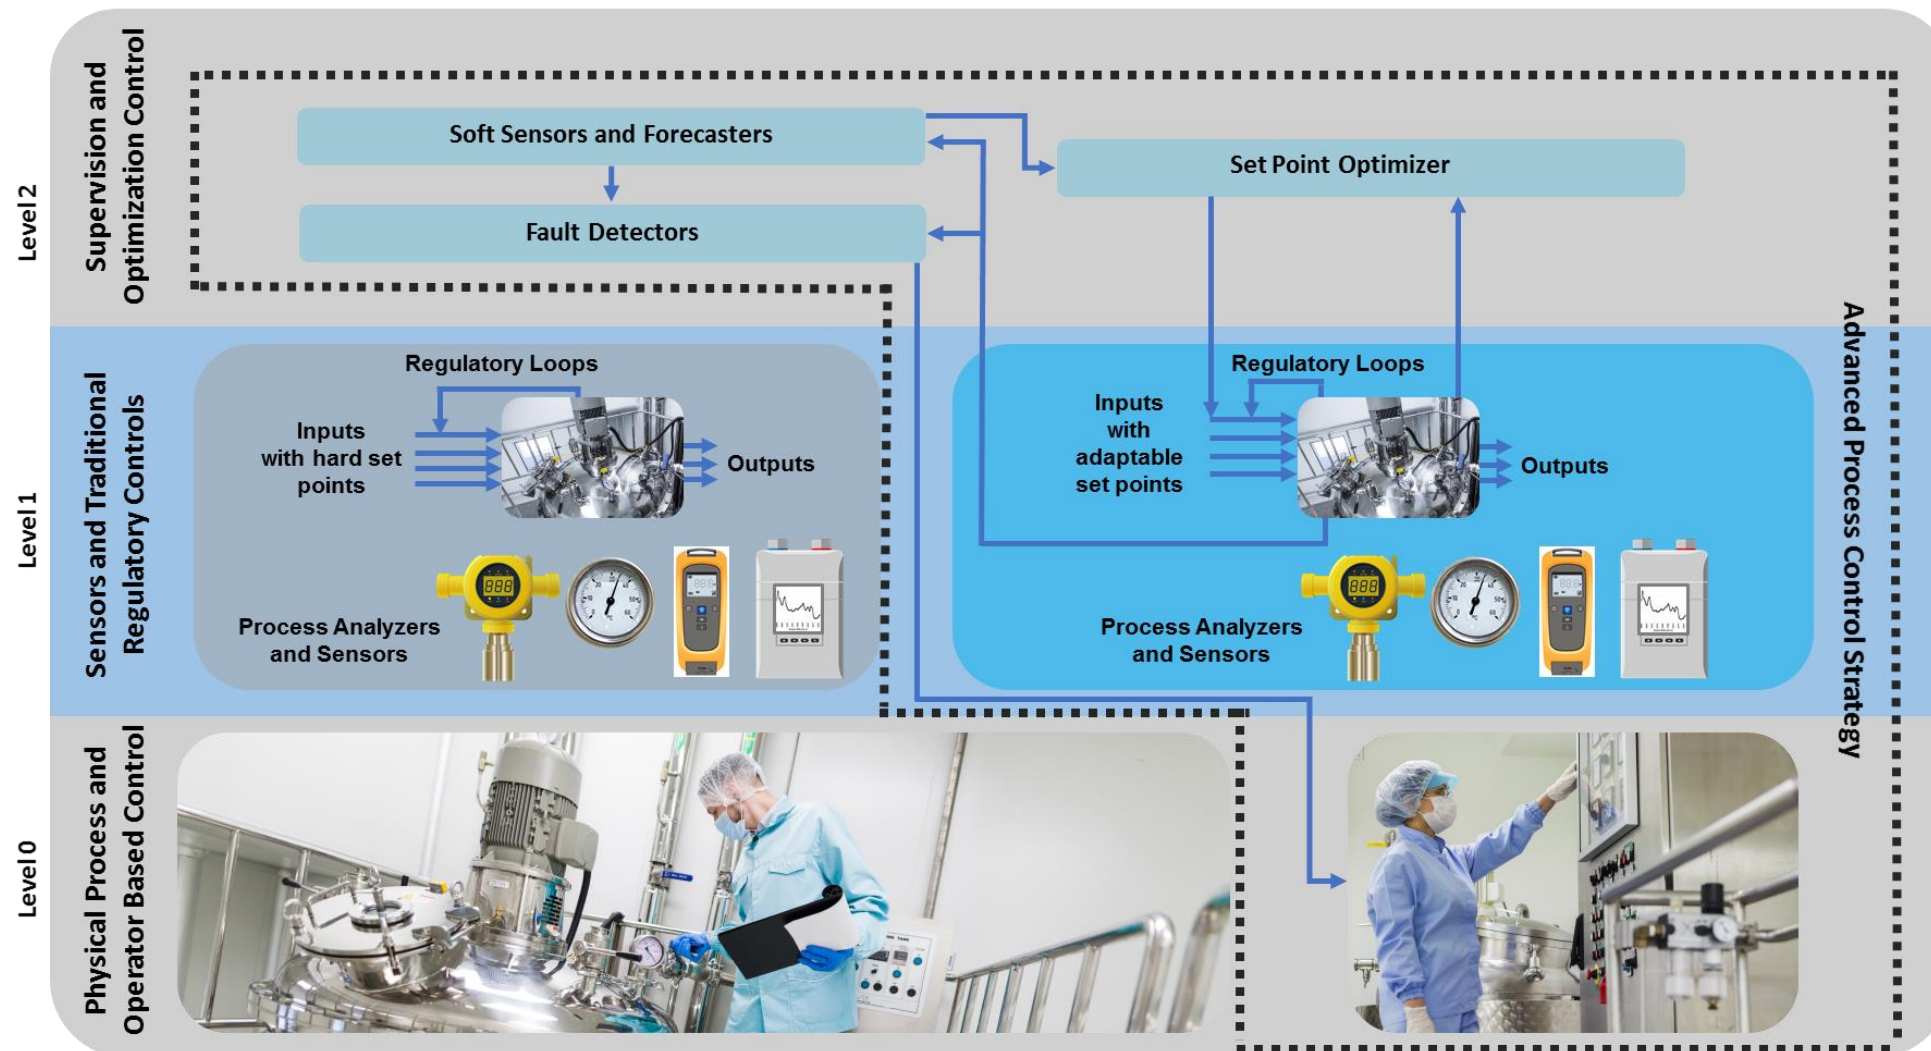 Level 2
Supervision and
Optimization Control
Soft Sensors and Forecasters
Set Point Optimizer
Fault Detectors
Level 1
Sensors and Traditional
Regulatory Controls
Regulatory Loops
Inputs
with hard set
points
Outputs
Process Analyzers
and Sensors
Regulatory Loops
Inputs
with
adaptable
set points
Outputs
Process Analyzers
and Sensors
Advanced Process Control Strategy
Level 0
Physical Process and
Operator Based Control